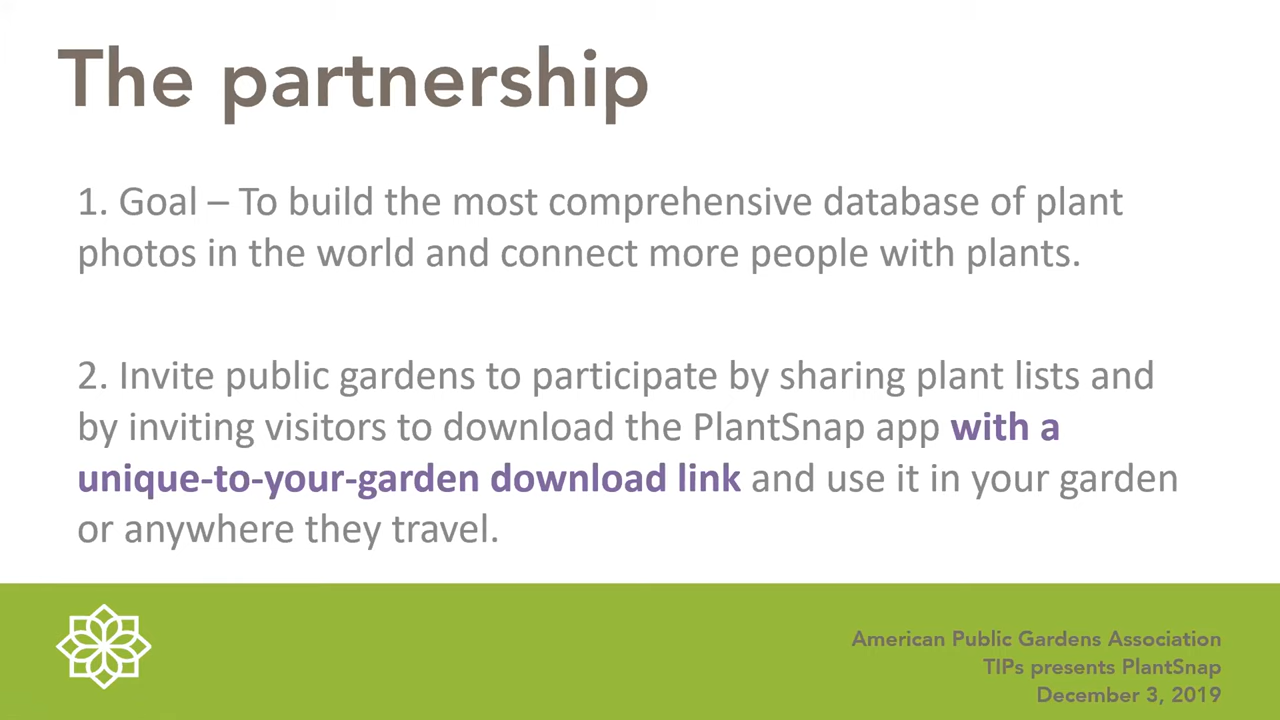 The partnership
1. Goal – To build the most comprehensive database of plant
photos in the world and connect more people with plants.
2. Invite public gardens to participate by sharing plant lists and
by inviting visitors to download the PlantSnap app with a
unique-to-your-garden download link and use it in your garden
or anywhere they travel.
American Public Gardens Association
TIPs presents PlantSnap
December 3, 2019